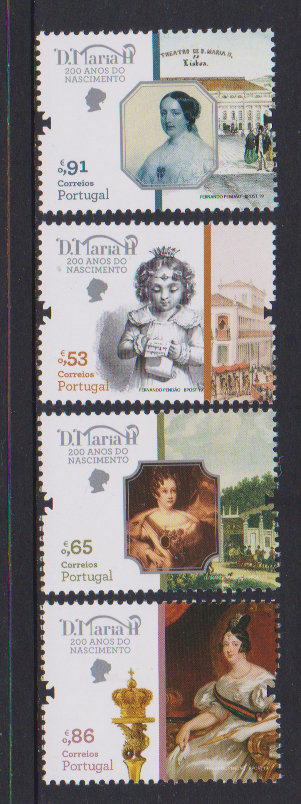 D.Maria II
200 ANOS DO
NASCIMENTO
THEATRO DE D. MARIA II,
EM
Lisboa.
€0,91
Correios
Portugal
D.Maria II
200 ANOS DO
NASCIMENTO
€0,53
Correios
Portugal
D.Maria II
200 ANOS DO
NASCIMENTO
€0,65
Correios
Portugal
D.Maria II
200 ANOS DO
NASCIMENTO
€0,86
Correios
Portugal